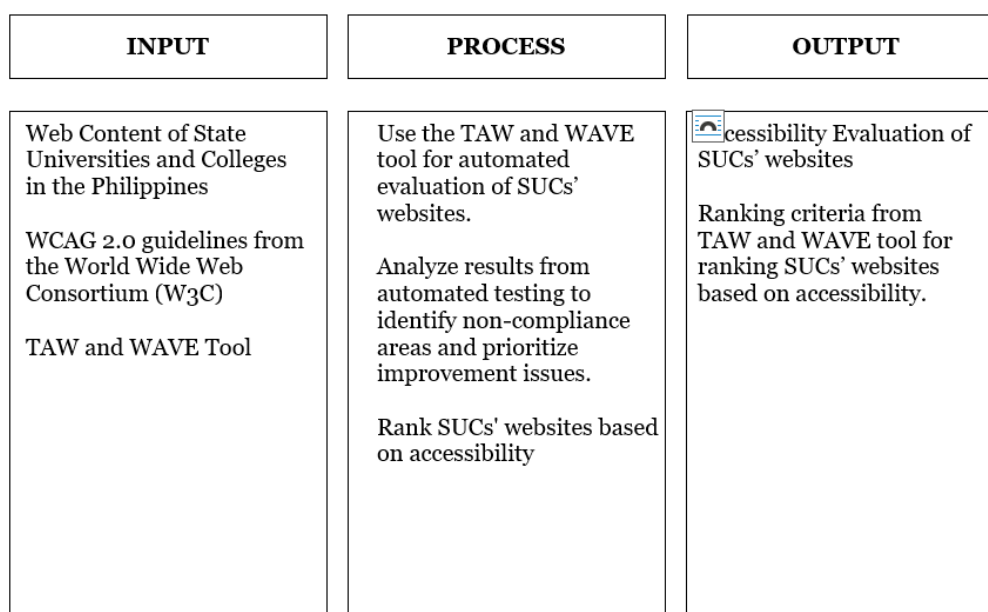 INPUT
PROCESS
OUTPUT
Web Content of State
Universities and Colleges
in the Philippines
WCAG 2.0 guidelines from
the World Wide Web
Consortium (W3C)
TAW and WAVE Tool
Use the TAW and WAVE
tool for automated
evaluation of SUCs’
websites.
Analyze results from
automated testing to
identify non-compliance
areas and prioritize
improvement issues.
Rank SUCs' websites based
on accessibility
cessibility Evaluation of
SUCs’ websites
Ranking criteria from
TAW and WAVE tool for
ranking SUCs’ websites
based on accessibility.